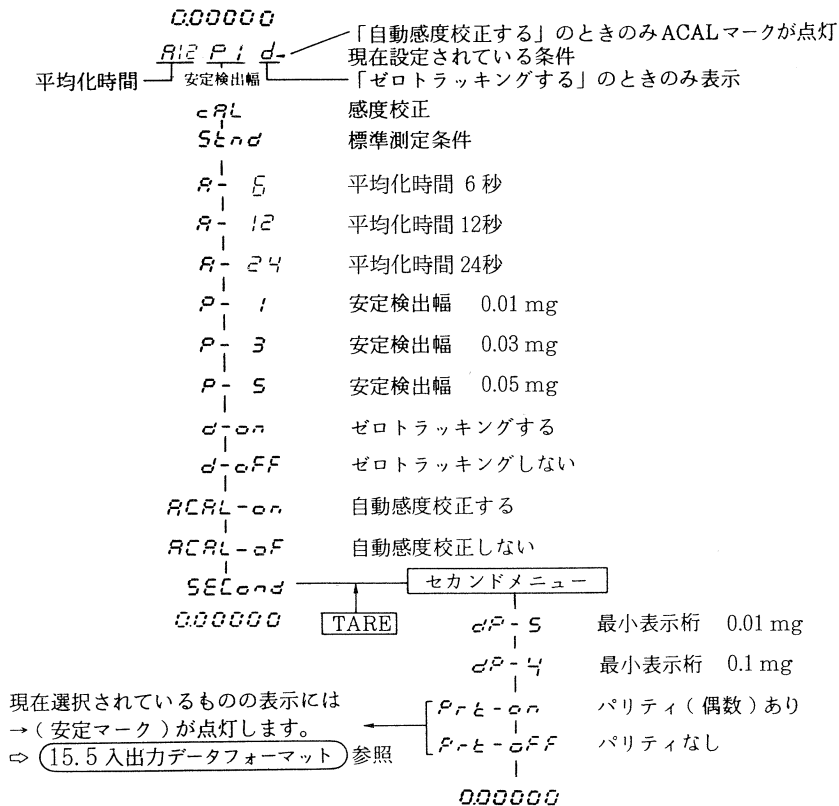 0.00000
「自動感度校正する」のときのみACALマークが点灯
A12 P1 d-
現在設定されている条件
平均化時間
安定検出幅
「ゼロトラッキングする」のときのみ表示
cAL 感度校正
Stnd 標準測定条件
A- 6 平均化時間 6秒
A- 12 平均化時間 12秒
A- 24 平均化時間 24秒
P- 1 安定検出幅 0.01 mg
P- 3 安定検出幅 0.03 mg
P- 5 安定検出幅 0.05 mg
d-on ゼロトラッキングする
d-oFF ゼロトラッキングしない
ACAL-on 自動感度校正する
ACAL-oF 自動感度校正しない
SECond セカンドメニュー
0.00000 TARE
dP-5 最小表示桁 0.01 mg
dP-4 最小表示桁 0.1 mg
現在選択されているものの表示には
→(安定マーク)が点灯します。
⇨ 15.5 入出力データフォーマット 参照
Prt-on パリティ(偶数)あり
Prt-oFF パリティなし
0.00000